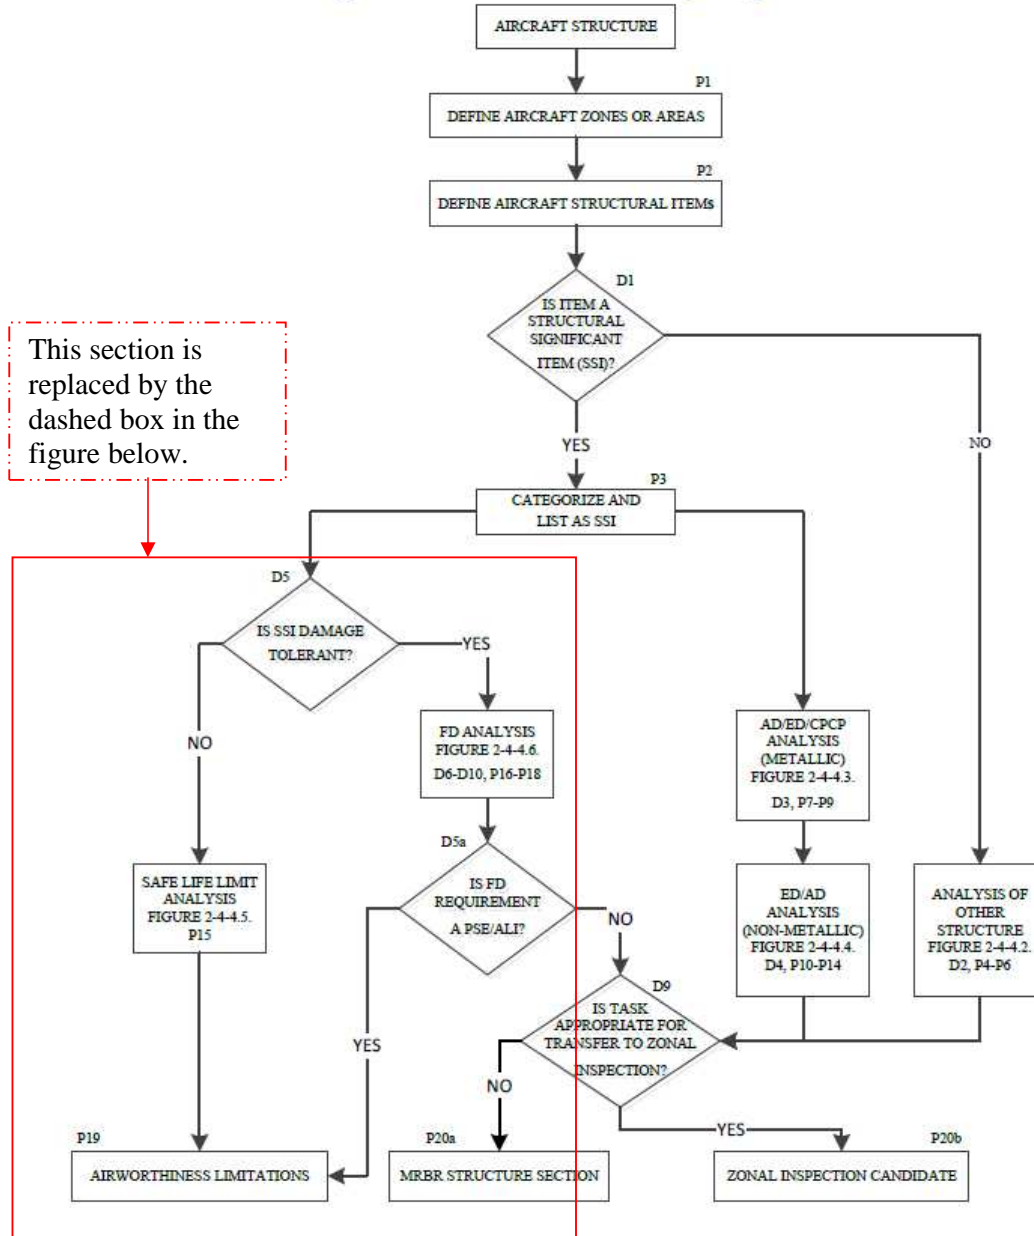 AIRCRAFT STRUCTURE
P1
DEFINE AIRCRAFT ZONES OR AREAS
P2
DEFINE AIRCRAFT STRUCTURAL ITEMs
D1
IS ITEM A
STRUCTURAL
SIGNIFICANT
ITEM (SSI)?
This section is
replaced by the
dashed box in the
figure below.
YES
NO
P3
CATEGORIZE AND
LIST AS SSI
D5
IS SSI DAMAGE
TOLERANT?
YES
NO
FD ANALYSIS
FIGURE 2-4-4.6.
D6-D10, P16-P18
AD/ED/CPCP
ANALYSIS
(METALLIC)
FIGURE 2-4-4.3.
D3, P7-P9
D5a
IS FD
REQUIREMENT
A PSE/ALI?
SAFE LIFE LIMIT
ANALYSIS
FIGURE 2-4-4.5.
P15
ED/AD
ANALYSIS
(NON-METALLIC)
FIGURE 2-4-4.4.
D4, P10-P14
ANALYSIS OF
OTHER
STRUCTURE
FIGURE 2-4-4.2.
D2, P4-P6
NO
YES
D9
IS TASK
APPROPRIATE FOR
TRANSFER TO ZONAL
INSPECTION?
NO
YES
P19
AIRWORTHINESS LIMITATIONS
P20a
MRBR STRUCTURE SECTION
P20b
ZONAL INSPECTION CANDIDATE